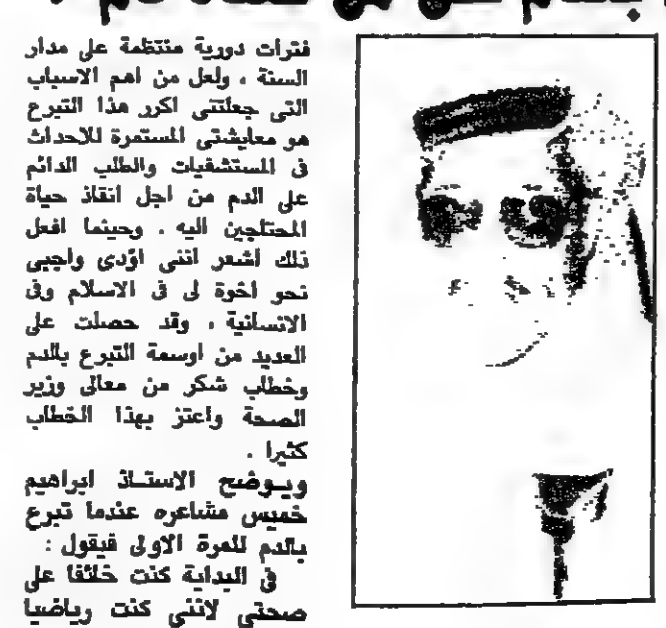 فترات دورية منتظمة على مدار
السنة ، ولعل من اهم الاسباب
التى جعلتنى اكرر هذا التبرع
هو معايشتى المستمرة للاحداث
فى المستشفيات والطلب الدائم
على الدم من اجل انقاذ حياة
المحتاجين اليه . وحينما افعل
ذلك اشعر اننى اؤدى واجبى
نحو اخوة لى فى الاسلام وفى
الانسانية . وقد حصلت على
العديد من اوسمة التبرع بالدم
وخطاب شكر من معالى وزير
الصحة واعتز بهذا الخطاب
كثيرا .
ويوضح الاستاذ ابراهيم
خميس مشاعره عندما تبرع
بالدم للمرة الاولى فيقول :
فى البداية كنت خائفا على
صحتى لاننى كنت رياضيا